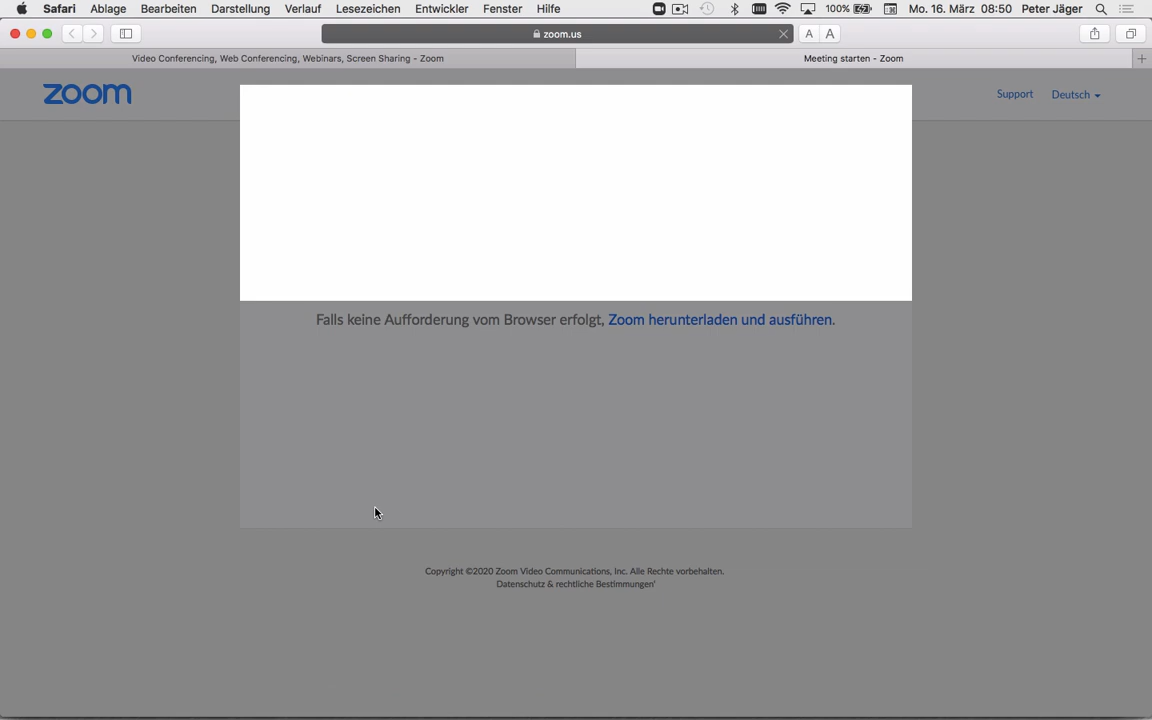 Safari Ablage Bearbeiten Darstellung Verlauf Lesezeichen Entwickler Fenster Hilfe 100% Mo. 16. März 08:50 Peter Jäger
zoom.us A A
Video Conferencing, Web Conferencing, Webinars, Screen Sharing - Zoom Meeting starten - Zoom
zoom Support Deutsch
Falls keine Aufforderung vom Browser erfolgt, Zoom herunterladen und ausführen.
Copyright ©2020 Zoom Video Communications, Inc. Alle Rechte vorbehalten.
Datenschutz & rechtliche Bestimmungen'